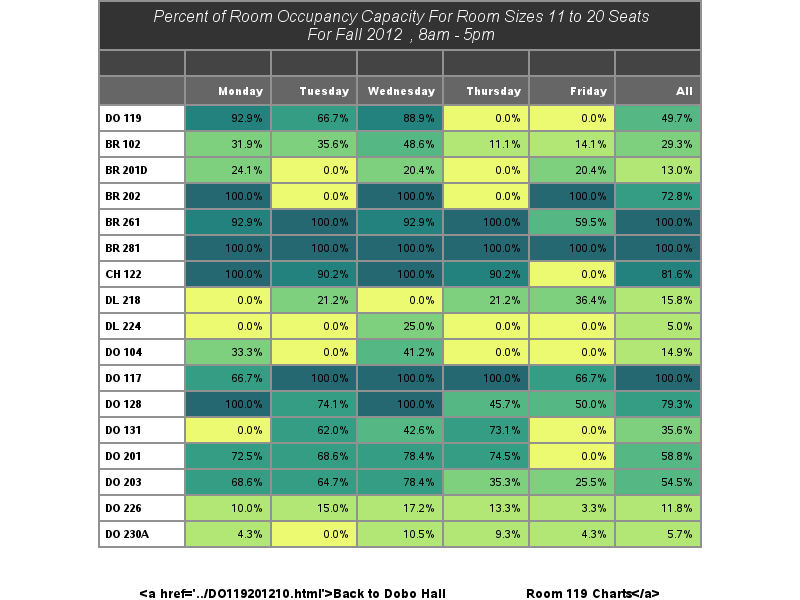 Percent of Room Occupancy Capacity For Room Sizes 11 to 20 Seats
For Fall 2012 , 8am - 5pm
Monday Tuesday Wednesday Thursday Friday All
DO 119 92.9% 66.7% 88.9% 0.0% 0.0% 49.7%
BR 102 31.9% 35.6% 48.6% 11.1% 14.1% 29.3%
BR 201D 24.1% 0.0% 20.4% 0.0% 20.4% 13.0%
BR 202 100.0% 0.0% 100.0% 0.0% 100.0% 72.8%
BR 261 92.9% 100.0% 92.9% 100.0% 59.5% 100.0%
BR 281 100.0% 100.0% 100.0% 100.0% 100.0% 100.0%
CH 122 100.0% 90.2% 100.0% 90.2% 0.0% 81.6%
DL 218 0.0% 21.2% 0.0% 21.2% 36.4% 15.8%
DL 224 0.0% 0.0% 25.0% 0.0% 0.0% 5.0%
DO 104 33.3% 0.0% 41.2% 0.0% 0.0% 14.9%
DO 117 66.7% 100.0% 100.0% 100.0% 66.7% 100.0%
DO 128 100.0% 74.1% 100.0% 45.7% 50.0% 79.3%
DO 131 0.0% 62.0% 42.6% 73.1% 0.0% 35.6%
DO 201 72.5% 68.6% 78.4% 74.5% 0.0% 58.8%
DO 203 68.6% 64.7% 78.4% 35.3% 25.5% 54.5%
DO 226 10.0% 15.0% 17.2% 13.3% 3.3% 11.8%
DO 230A 4.3% 0.0% 10.5% 9.3% 4.3% 5.7%
<a href='../DO119201210.html'>Back to Dobo Hall Room 119 Charts</a>